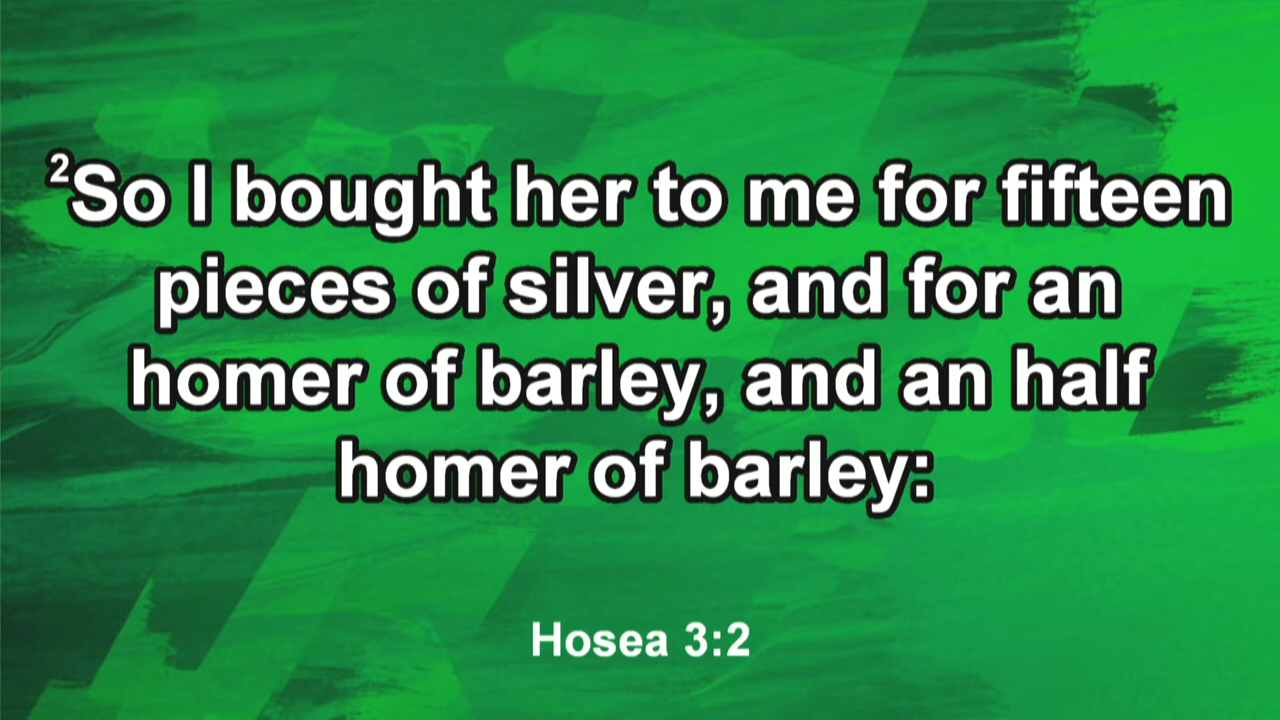 ²So I bought her to me for fifteen
pieces of silver, and for an
homer of barley, and an half
homer of barley:
Hosea 3:2